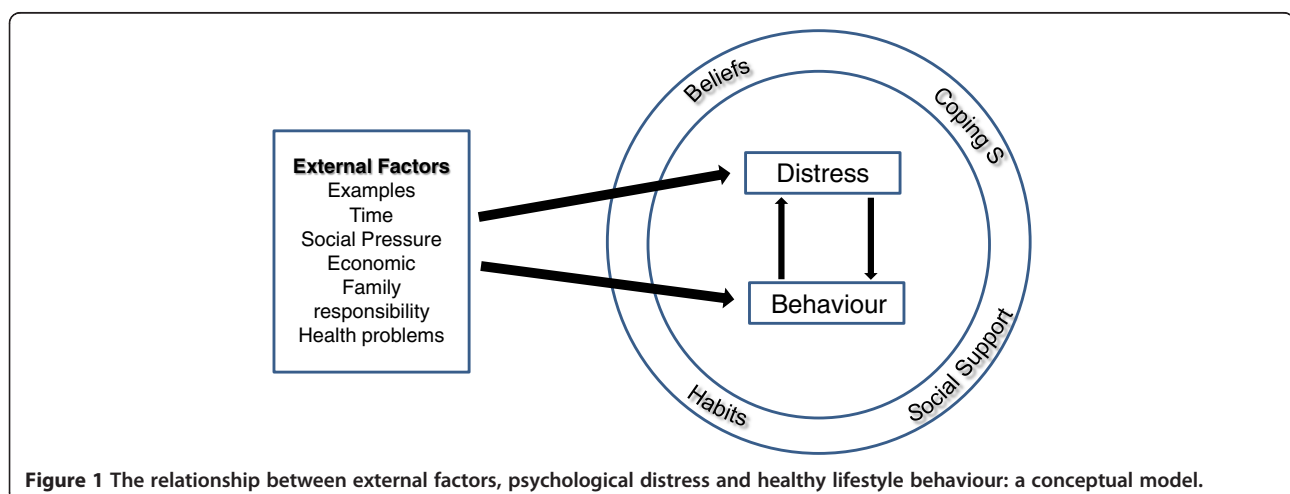 External Factors
Examples
Time
Social Pressure
Economic
Family
responsibility
Health problems
Beliefs
Coping S
Distress
Behaviour
Habits
Social Support
Figure 1 The relationship between external factors, psychological distress and healthy lifestyle behaviour: a conceptual model.